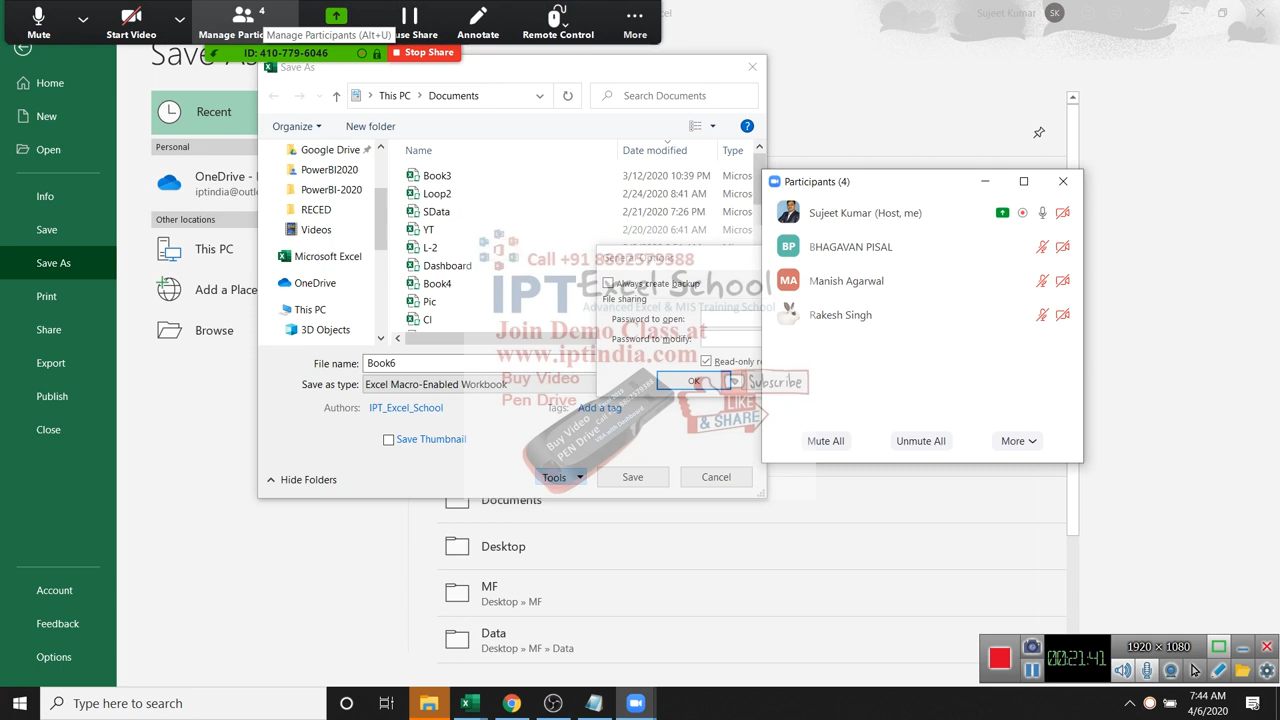 4
Mute
Start Video
Manage Participants
Pause Share
Annotate
Remote Control
More
Manage Participants (Alt+U)
ID: 410-779-6046
Stop Share
Sujeet Kumar
SK
Save As
Home
New
Open
Info
Save
Save As
Print
Share
Export
Publish
Close
Account
Feedback
Options
Recent
Personal
OneDrive -
iptindia@outlo
Other locations
This PC
Add a Place
Browse
Save As
This PC
Documents
Search Documents
Organize
New folder
Google Drive
PowerBI2020
PowerBI-2020
RECED
Videos
Microsoft Excel
OneDrive
This PC
3D Objects
Name
Date modified
Type
Book3
3/12/2020 10:39 PM
Micros
Loop2
2/24/2020 8:41 AM
Micros
SData
2/21/2020 7:26 PM
Micros
YT
2/20/2020 6:41 AM
Micros
L-2
Dashboard
Book4
Pic
CI
General Options
Always create backup
File sharing
Password to open:
Password to modify:
Read-only re
OK
IPT Excel School
Advanced Excel & MIS Training School
Join Demo Class at
www.iptindia.com
Buy Video
Pen Drive
Subscribe
LIKE
& SHARE
File name:
Book6
Save as type:
Excel Macro-Enabled Workbook
Authors:
IPT_Excel_School
Tags:
Add a tag
Save Thumbnail
Hide Folders
Tools
Save
Cancel
Documents
Desktop
MF
Desktop » MF
Data
Desktop » MF » Data
Participants (4)
Sujeet Kumar (Host, me)
BP
BHAGAVAN PISAL
MA
Manish Agarwal
Rakesh Singh
Mute All
Unmute All
More
1920 × 1080
00:21:41
Type here to search
7:44 AM
4/6/2020